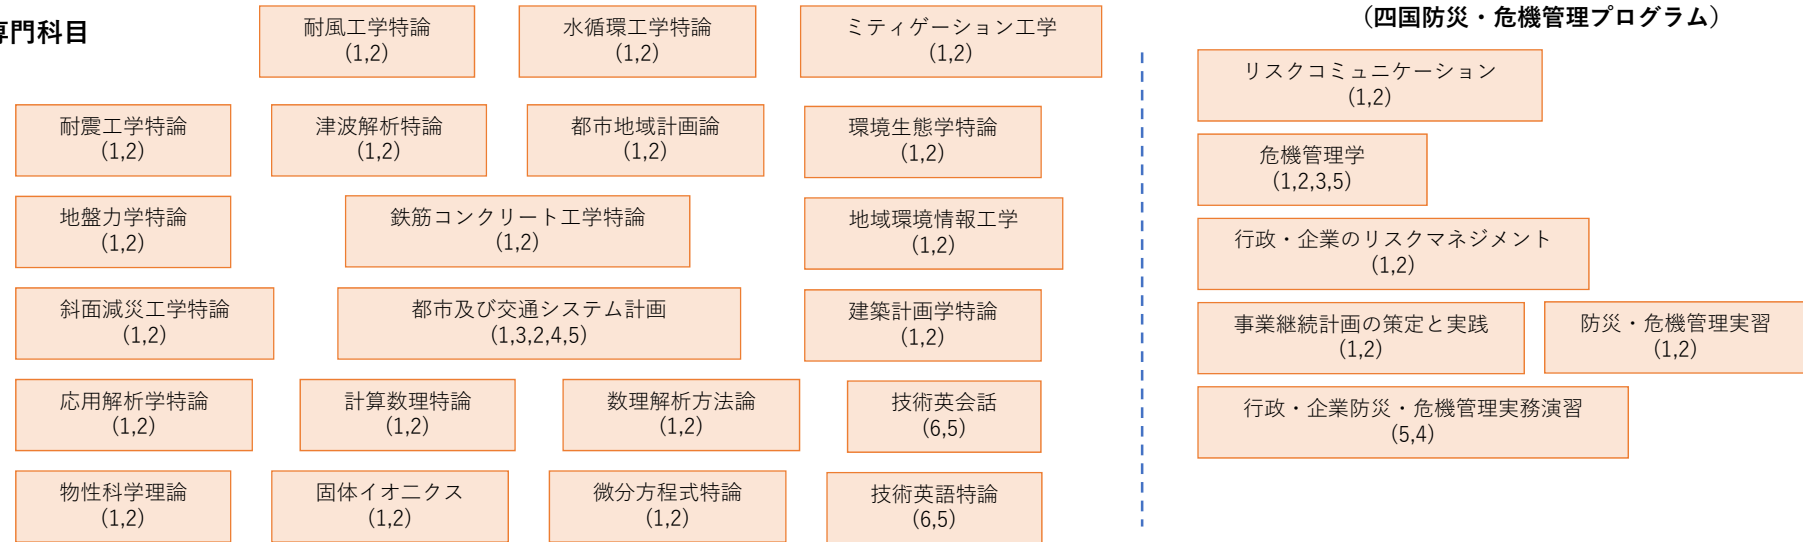 専門科目
耐風工学特論
(1,2)
水循環工学特論
(1,2)
ミティゲーション工学
(1,2)
耐震工学特論
(1,2)
津波解析特論
(1,2)
都市地域計画論
(1,2)
環境生態学特論
(1,2)
地盤力学特論
(1,2)
鉄筋コンクリート工学特論
(1,2)
地域環境情報工学
(1,2)
斜面減災工学特論
(1,2)
都市及び交通システム計画
(1,3,2,4,5)
建築計画学特論
(1,2)
応用解析学特論
(1,2)
計算数理特論
(1,2)
数理解析方法論
(1,2)
技術英会話
(6,5)
物性科学理論
(1,2)
固体イオニクス
(1,2)
微分方程式特論
(1,2)
技術英語特論
(6,5)
（四国防災・危機管理プログラム）
リスクコミュニケーション
(1,2)
危機管理学
(1,2,3,5)
行政・企業のリスクマネジメント
(1,2)
事業継続計画の策定と実践
(1,2)
防災・危機管理実習
(1,2)
行政・企業防災・危機管理実務演習
(5,4)